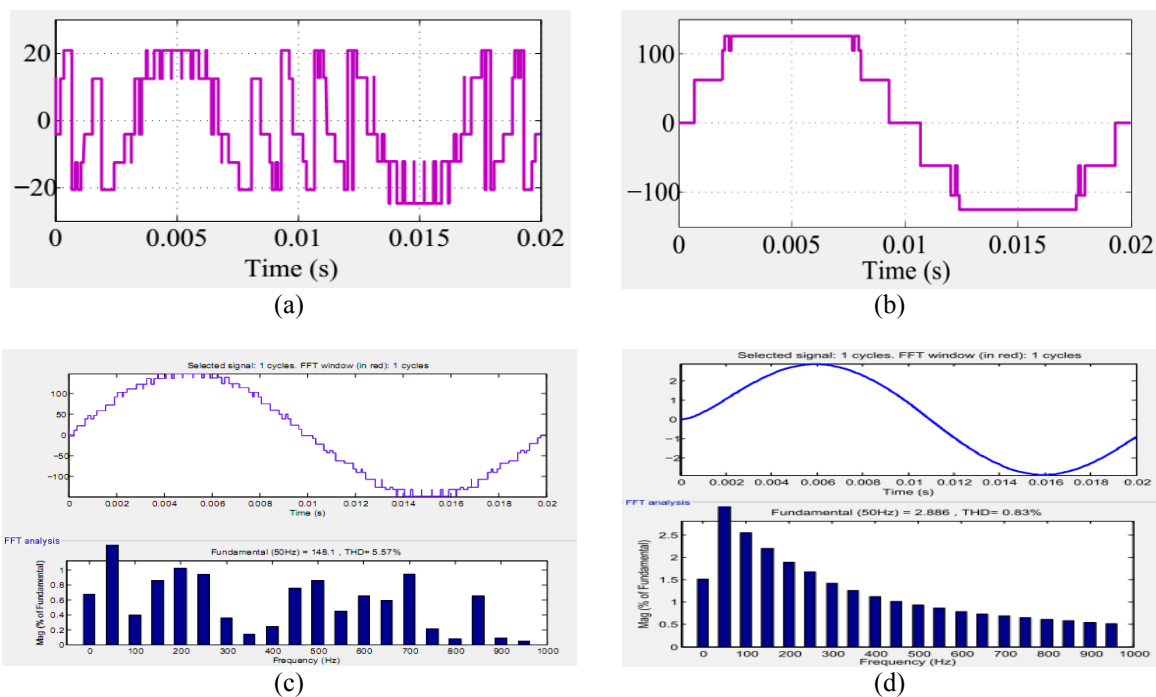 20
0
−20
0 0.005 0.01 0.015 0.02
Time (s)
(a)
100
0
−100
0 0.005 0.01 0.015 0.02
Time (s)
(b)
Selected signal: 1 cycles. FFT window (in red): 1 cycles
100
50
0
-50
-100
0 0.002 0.004 0.006 0.008 0.01 0.012 0.014 0.016 0.018 0.02
Time (s)
FFT analysis
Fundamental (50Hz) = 148.1 , THD= 5.57%
Mag (% of Fundamental)
1
0.8
0.6
0.4
0.2
0
0 100 200 300 400 500 600 700 800 900 1000
Frequency (Hz)
(c)
Selected signal: 1 cycles. FFT window (in red): 1 cycles
2
1
0
−1
−2
0 0.002 0.004 0.006 0.008 0.01 0.012 0.014 0.016 0.018 0.02
Time (s)
FFT analysis
Fundamental (50Hz) = 2.886 , THD= 0.83%
Mag (% of Fundamental)
2.5
2
1.5
1
0.5
0
0 100 200 300 400 500 600 700 800 900 1000
Frequency (Hz)
(d)